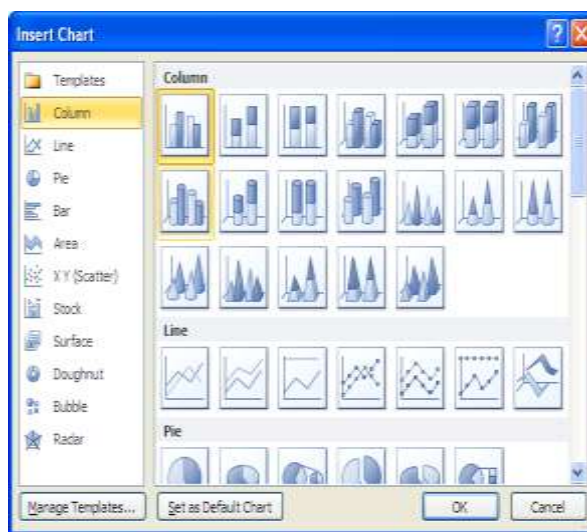 Insert Chart
Templates
Column
Line
Pie
Bar
Area
X Y (Scatter)
Stock
Surface
Doughnut
Bubble
Radar
Column
Line
Pie
Manage Templates...
Set as Default Chart
OK
Cancel